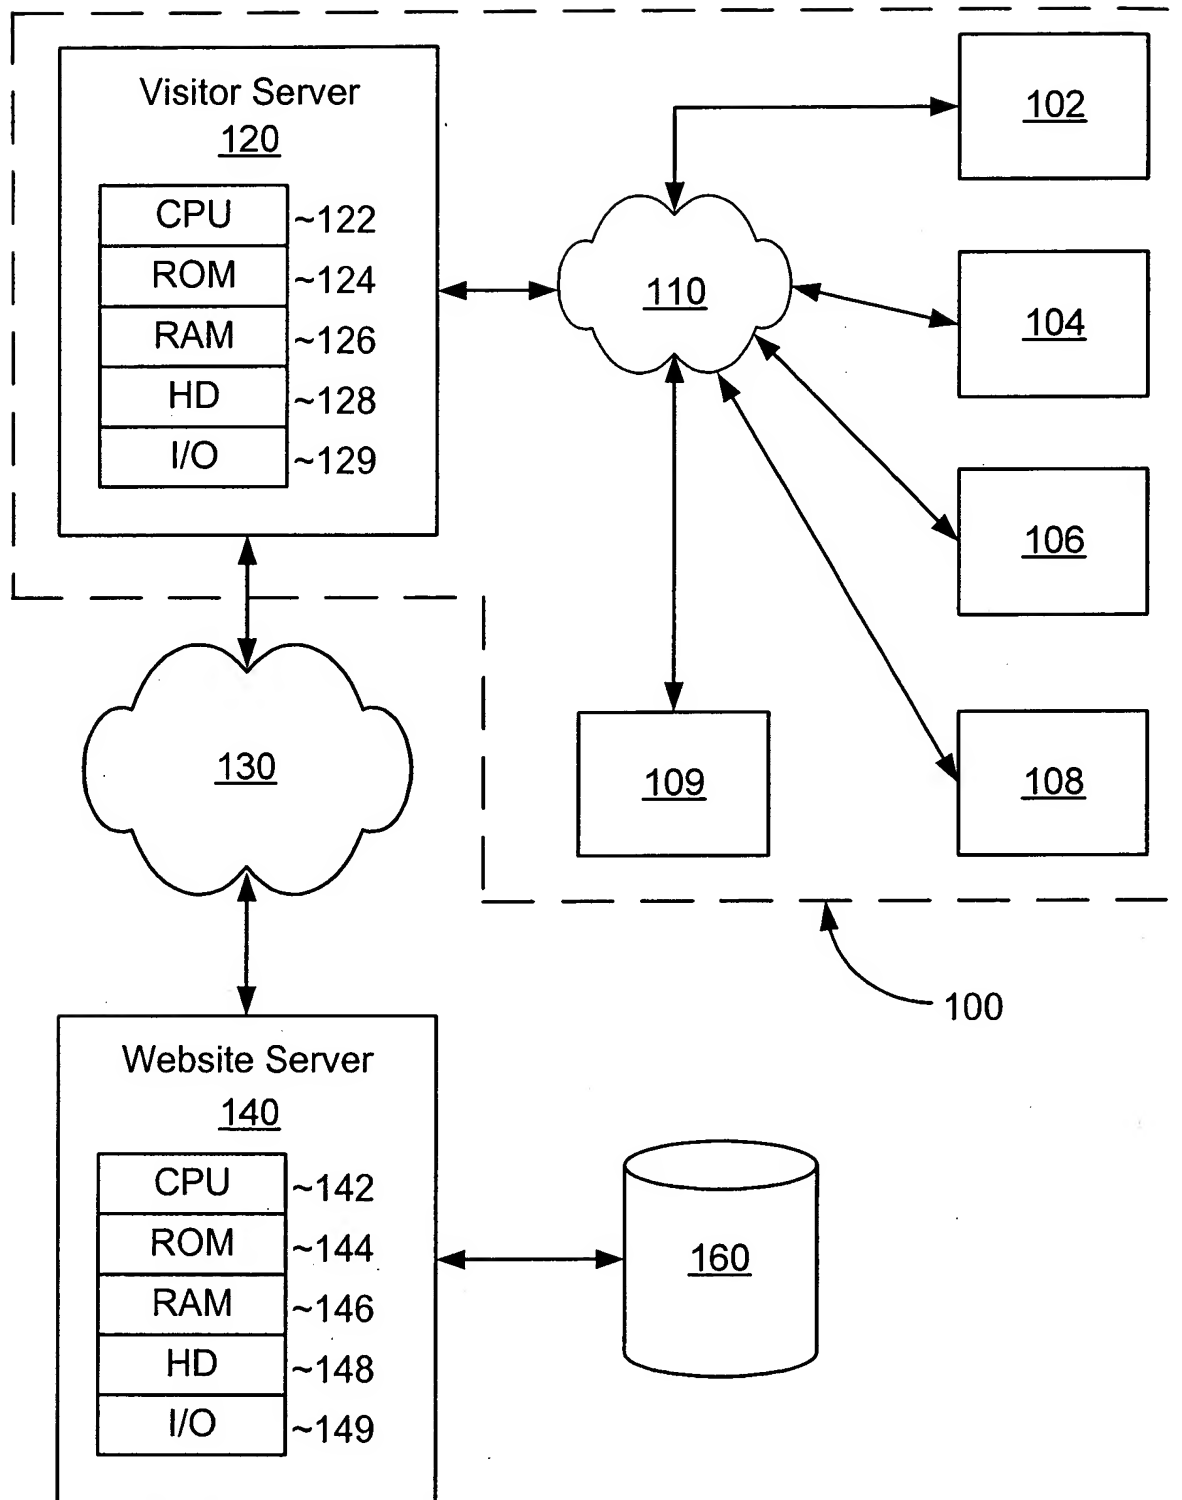 Visitor Server
120
CPU ~122
ROM ~124
RAM ~126
HD ~128
I/O ~129
102
110
104
106
109
108
130
100
Website Server
140
CPU ~142
ROM ~144
RAM ~146
HD ~148
I/O ~149
160